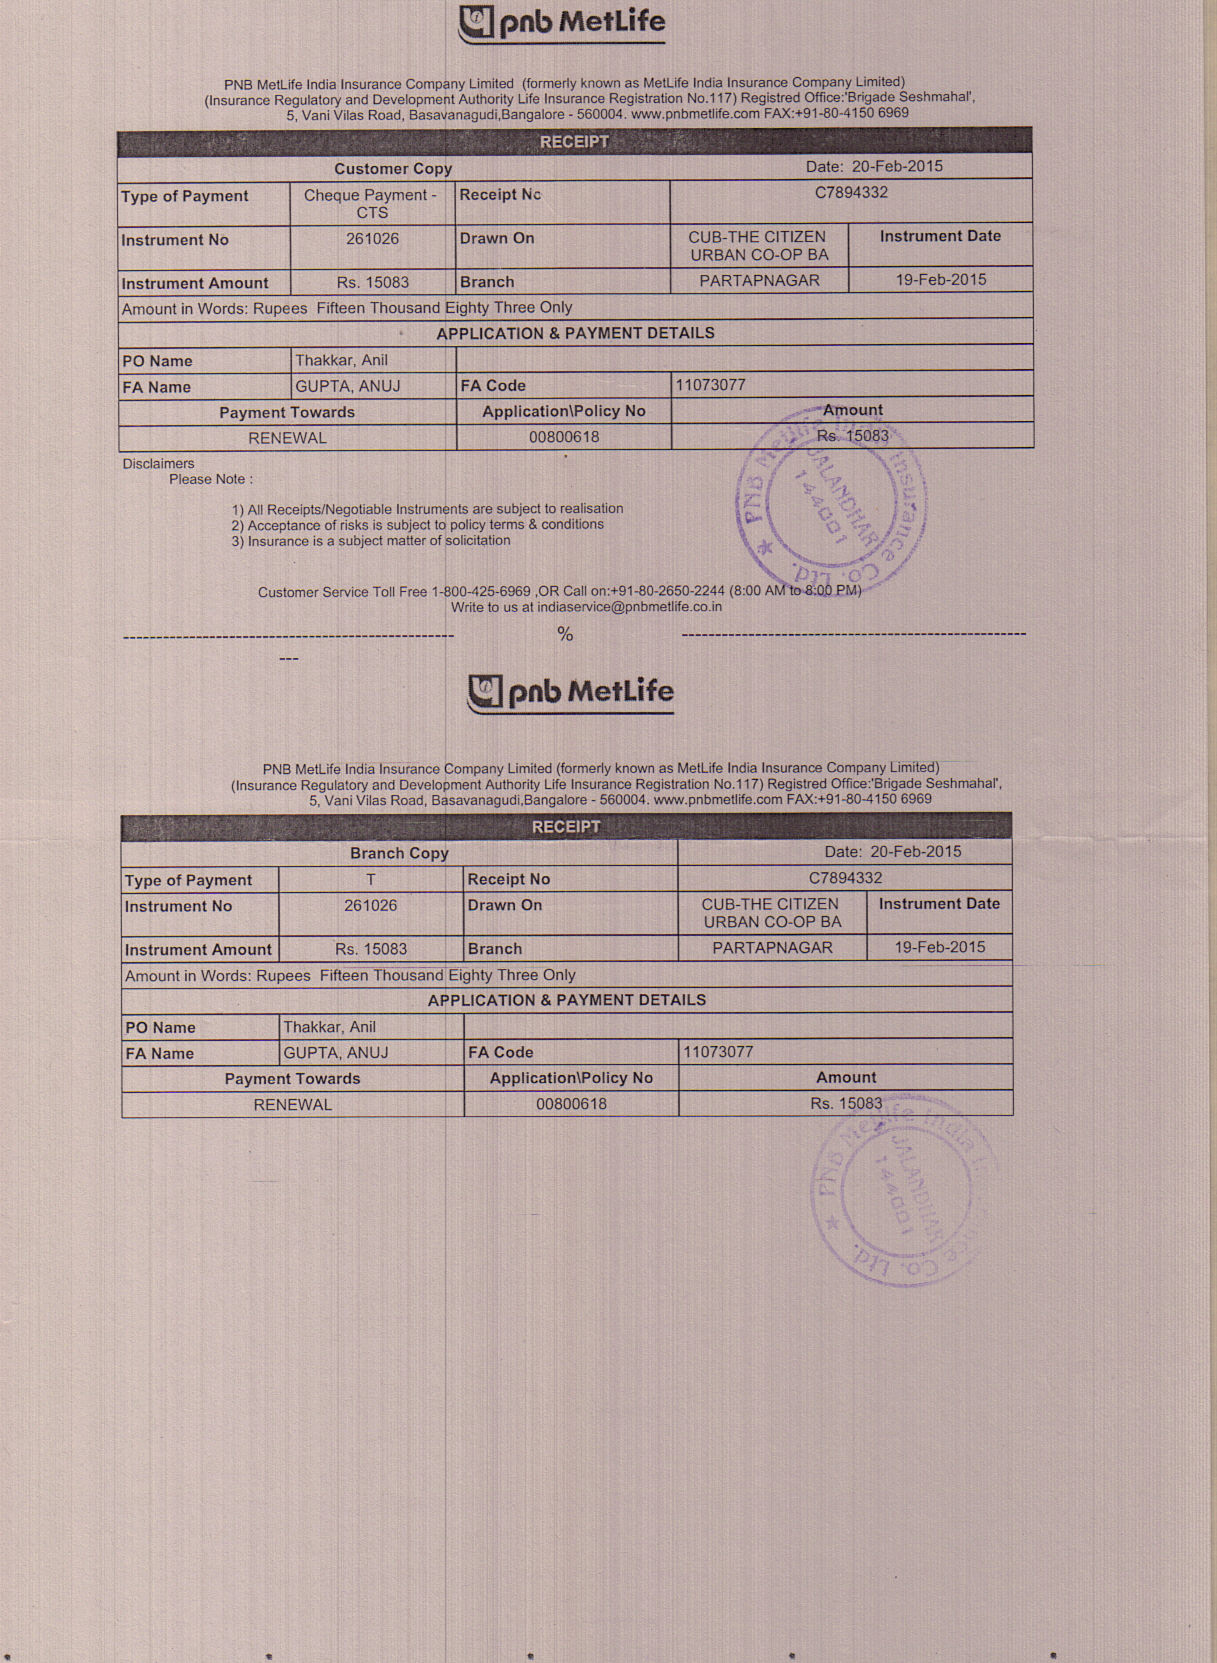 pnb MetLife
PNB MetLife India Insurance Company Limited (formerly known as MetLife India Insurance Company Limited)
(Insurance Regulatory and Development Authority Life Insurance Registration No.117) Registred Office:'Brigade Seshmahal',
5, Vani Vilas Road, Basavanagudi,Bangalore - 560004. www.pnbmetlife.com FAX:+91-80-4150 6969
RECEIPT
Customer Copy Date: 20-Feb-2015
Type of Payment Cheque Payment - CTS Receipt No C7894332
Instrument No 261026 Drawn On CUB-THE CITIZEN URBAN CO-OP BA Instrument Date
Instrument Amount Rs. 15083 Branch PARTAPNAGAR 19-Feb-2015
Amount in Words: Rupees Fifteen Thousand Eighty Three Only
APPLICATION & PAYMENT DETAILS
PO Name Thakkar, Anil
FA Name GUPTA, ANUJ FA Code 11073077
Payment Towards Application\Policy No Amount
RENEWAL 00800618 Rs. 15083
PNB MetLife India Insurance Co. Ltd.
JALANDHAR
144001
Disclaimers
Please Note :
1) All Receipts/Negotiable Instruments are subject to realisation
2) Acceptance of risks is subject to policy terms & conditions
3) Insurance is a subject matter of solicitation
Customer Service Toll Free 1-800-425-6969 ,OR Call on:+91-80-2650-2244 (8:00 AM to 8:00 PM)
Write to us at indiaservice@pnbmetlife.co.in
%
pnb MetLife
PNB MetLife India Insurance Company Limited (formerly known as MetLife India Insurance Company Limited)
(Insurance Regulatory and Development Authority Life Insurance Registration No.117) Registred Office:'Brigade Seshmahal',
5, Vani Vilas Road, Basavanagudi,Bangalore - 560004. www.pnbmetlife.com FAX:+91-80-4150 6969
RECEIPT
Branch Copy Date: 20-Feb-2015
Type of Payment T Receipt No C7894332
Instrument No 261026 Drawn On CUB-THE CITIZEN URBAN CO-OP BA Instrument Date
Instrument Amount Rs. 15083 Branch PARTAPNAGAR 19-Feb-2015
Amount in Words: Rupees Fifteen Thousand Eighty Three Only
APPLICATION & PAYMENT DETAILS
PO Name Thakkar, Anil
FA Name GUPTA, ANUJ FA Code 11073077
Payment Towards Application\Policy No Amount
RENEWAL 00800618 Rs. 15083
PNB MetLife India Co. Ltd.
JALANDHAR
144001